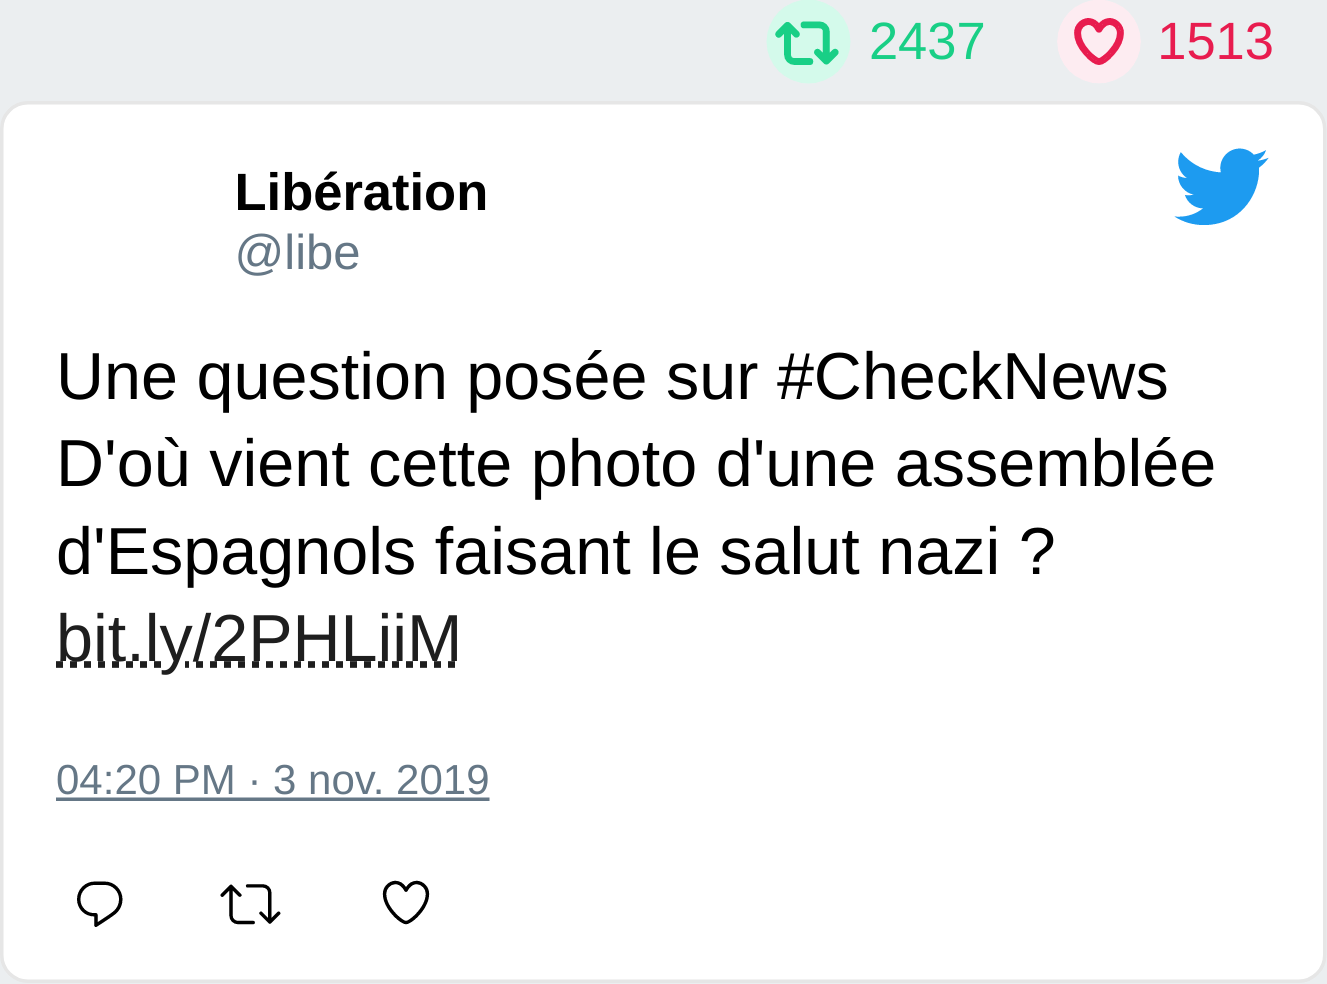 2437 1513
Libération
@libe
Une question posée sur #CheckNews
D'où vient cette photo d'une assemblée
d'Espagnols faisant le salut nazi ?
bit.ly/2PHLiiM
04:20 PM · 3 nov. 2019